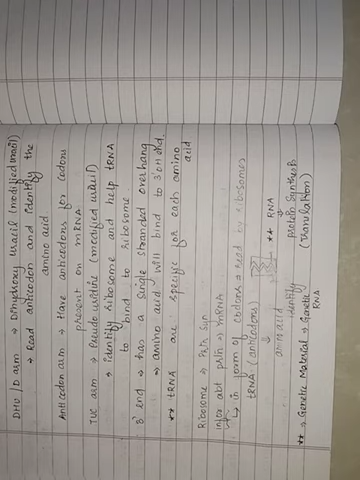 DHU / D arm → Dihydroxy uracil (modified uracil)
→ Read anticodon and identify the
amino acid
Anticodon arm → Have anticodons for codons
present on mRNA
TΨC arm → Pseudo uridine (modified uracil)
→ identify ribosome and help tRNA
to bind to ribosome.
3' end → has a single stranded overhang
→ amino acid will bind to 3' OH end.
** tRNA are specific for each amino
acid
Ribosome → Ptn syn
info abt ptn → mRNA
↳ in form of codons → read by ribosomes
tRNA (anticodons)
↓
amino acid
** RNA
↓
protein synthesis
(translation)
identify
** → Genetic Material → Genetic
RNA